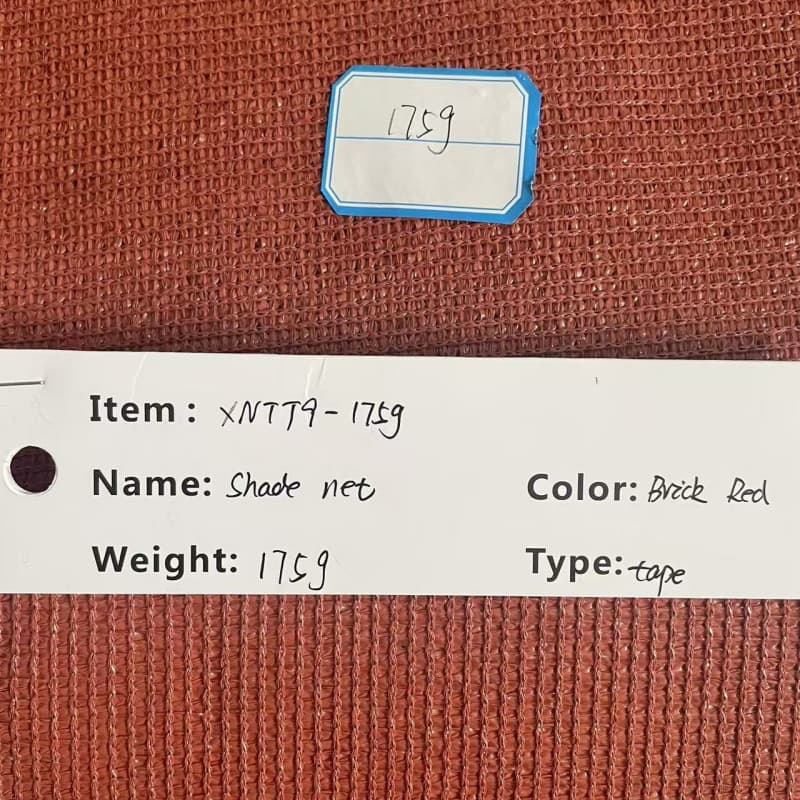 175g
Item: XNTT9-175g
Name: Shade net
Color: Brick Red
Weight: 175g
Type: tape